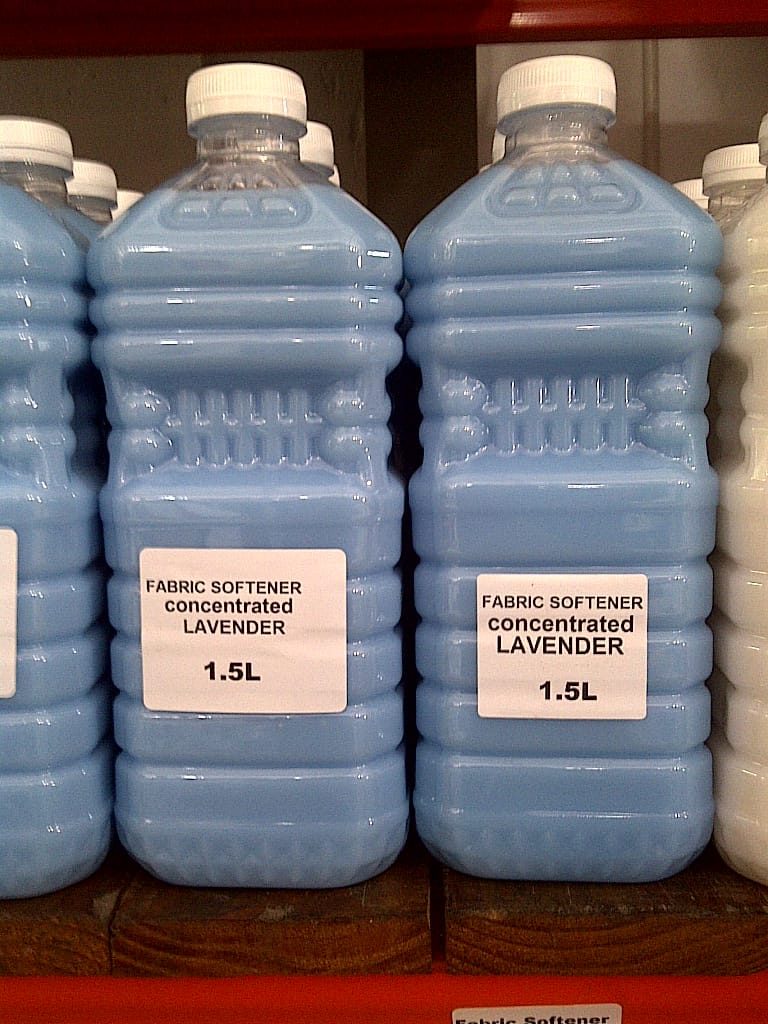 FABRIC SOFTENER
concentrated
LAVENDER
1.5L
FABRIC SOFTENER
concentrated
LAVENDER
1.5L
Fabric Softener